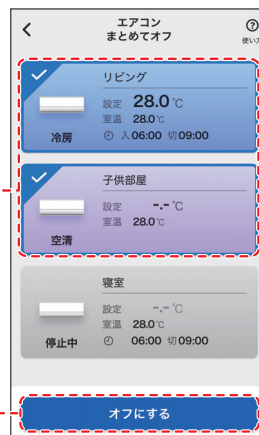 エアコン
まとめてオフ
使い方
リビング
設定 28.0℃
室温 28.0℃
冷房
入06:00 切09:00
子供部屋
設定 -.-℃
室温 28.0℃
空清
寝室
設定 -.-℃
室温 28.0℃
停止中
06:00 切09:00
オフにする